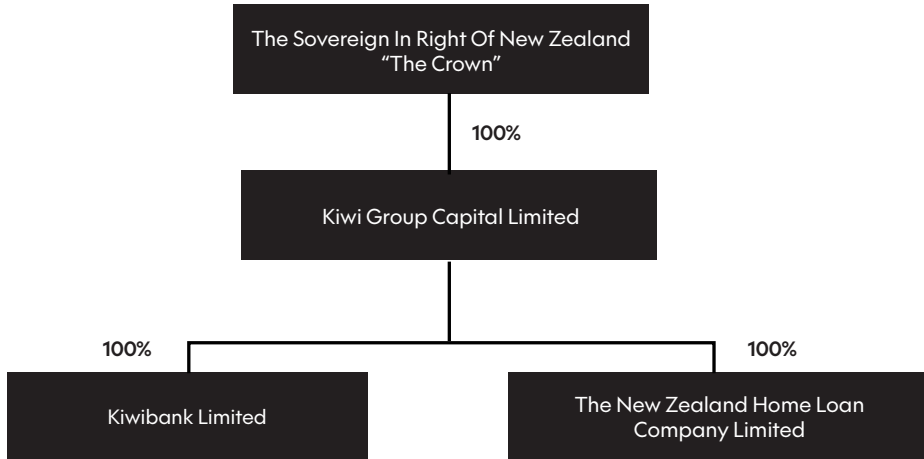 The Sovereign In Right Of New Zealand
“The Crown”
100%
Kiwi Group Capital Limited
100%
100%
Kiwibank Limited
The New Zealand Home Loan
Company Limited